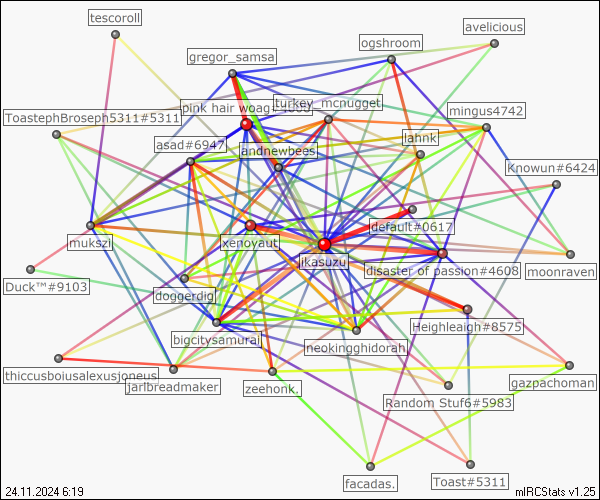 tescoroll
avelicious
ogshroom
gregor_samsa
pink hair
turkey_mcnugget
mingus4742
ToastephBroseph5311#5311
lahnk
asad#6947
andnewbees
Knowun#6424
default#0617
mukszi
xenoyaut
jkasuzu
disaster of passion#4608
moonraven
Duck™#9103
doggerdig
Heighleaigh#8575
bigcitysamurai
neokingghidorah
thiccusboiusalexusjoneus
jarlbreadmaker
zeehonk.
Random Stuf6#5983
gazpachoman
facadas.
Toast#5311
24.11.2024 6:19
mIRCStats v1.25